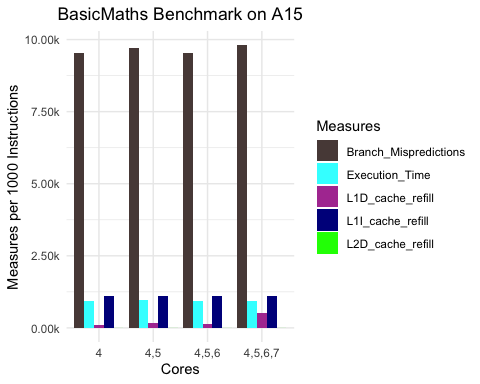 BasicMaths Benchmark on A15
10.00k
7.50k
5.00k
2.50k
0.00k
Measures per 1000 Instructions
4
4,5
4,5,6
4,5,6,7
Cores
Measures
Branch_Mispredictions
Execution_Time
L1D_cache_refill
L1I_cache_refill
L2D_cache_refill